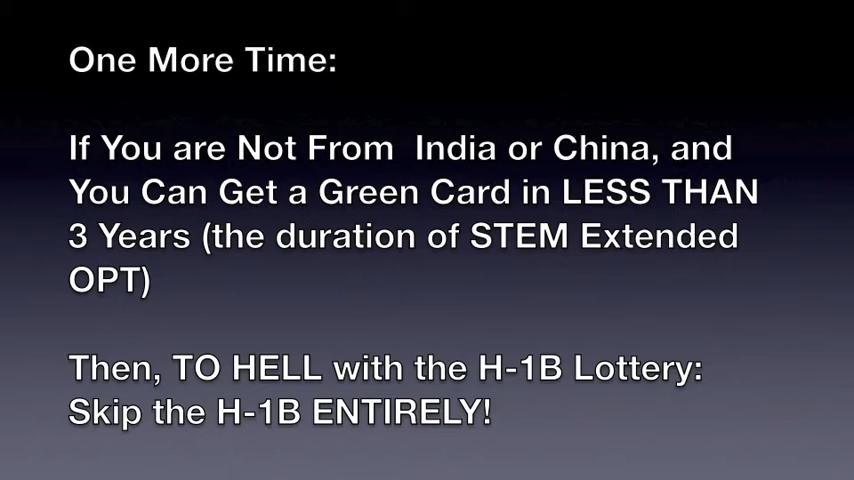 One More Time:
If You are Not From  India or China, and
You Can Get a Green Card in LESS THAN
3 Years (the duration of STEM Extended
OPT)
Then, TO HELL with the H-1B Lottery:
Skip the H-1B ENTIRELY!